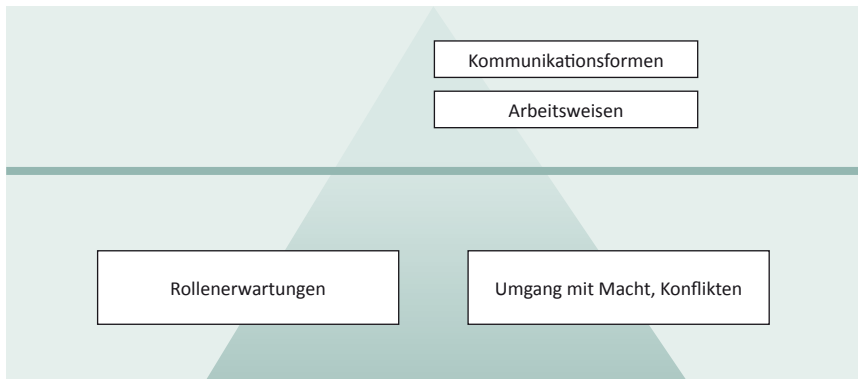 Kommunikationsformen
Arbeitsweisen
Rollenerwartungen
Umgang mit Macht, Konflikten